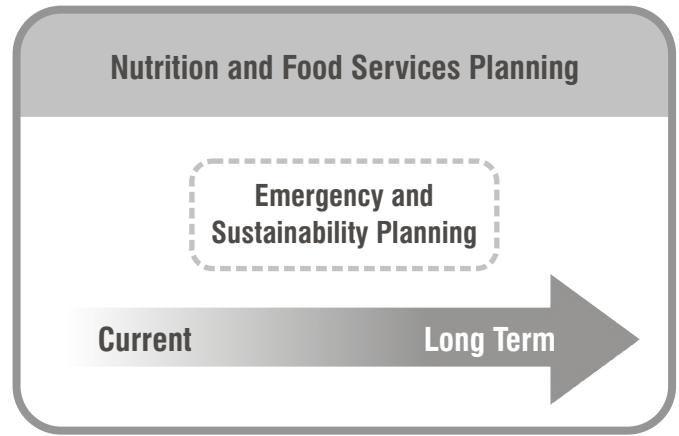 Nutrition and Food Services Planning
Emergency and
Sustainability Planning
Current
Long Term